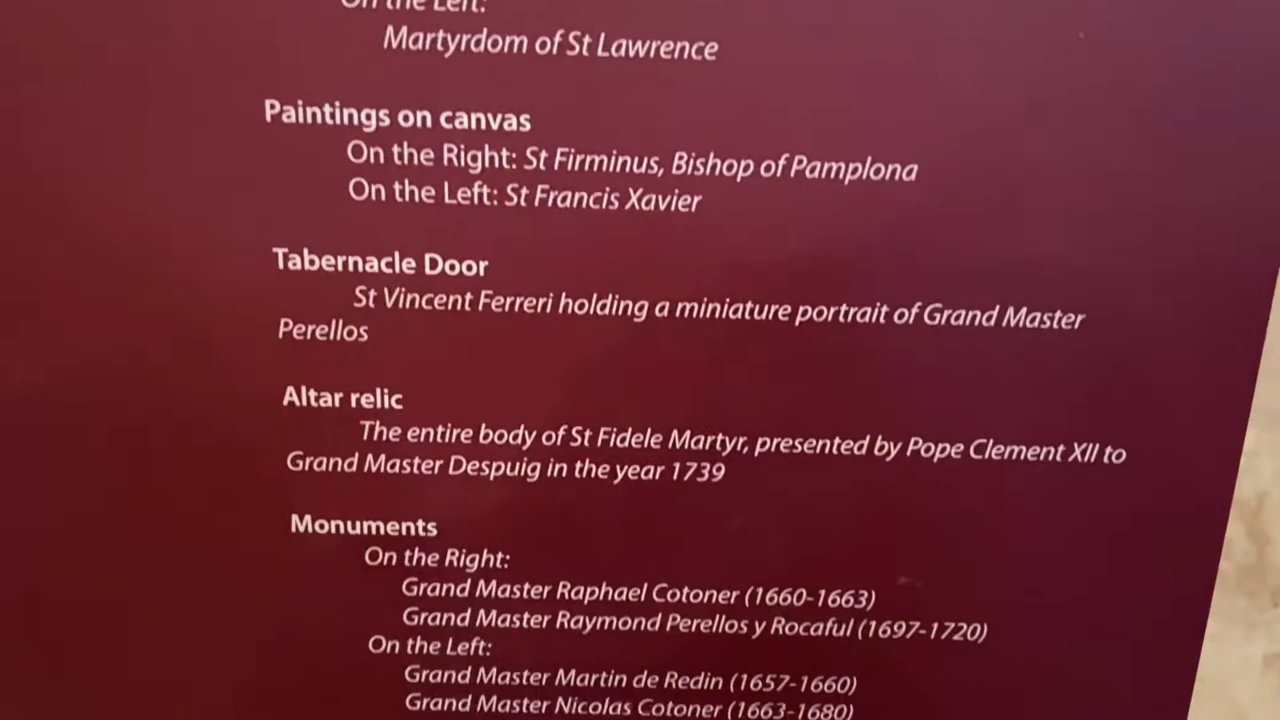 On the Left:
Martyrdom of St Lawrence
Paintings on canvas
On the Right: St Firminus, Bishop of Pamplona
On the Left: St Francis Xavier
Tabernacle Door
St Vincent Ferreri holding a miniature portrait of Grand Master
Perellos
Altar relic
The entire body of St Fidele Martyr, presented by Pope Clement XII to
Grand Master Despuig in the year 1739
Monuments
On the Right:
Grand Master Raphael Cotoner (1660-1663)
Grand Master Raymond Perellos y Rocaful (1697-1720)
On the Left:
Grand Master Martin de Redin (1657-1660)
Grand Master Nicolas Cotoner (1663-1680)